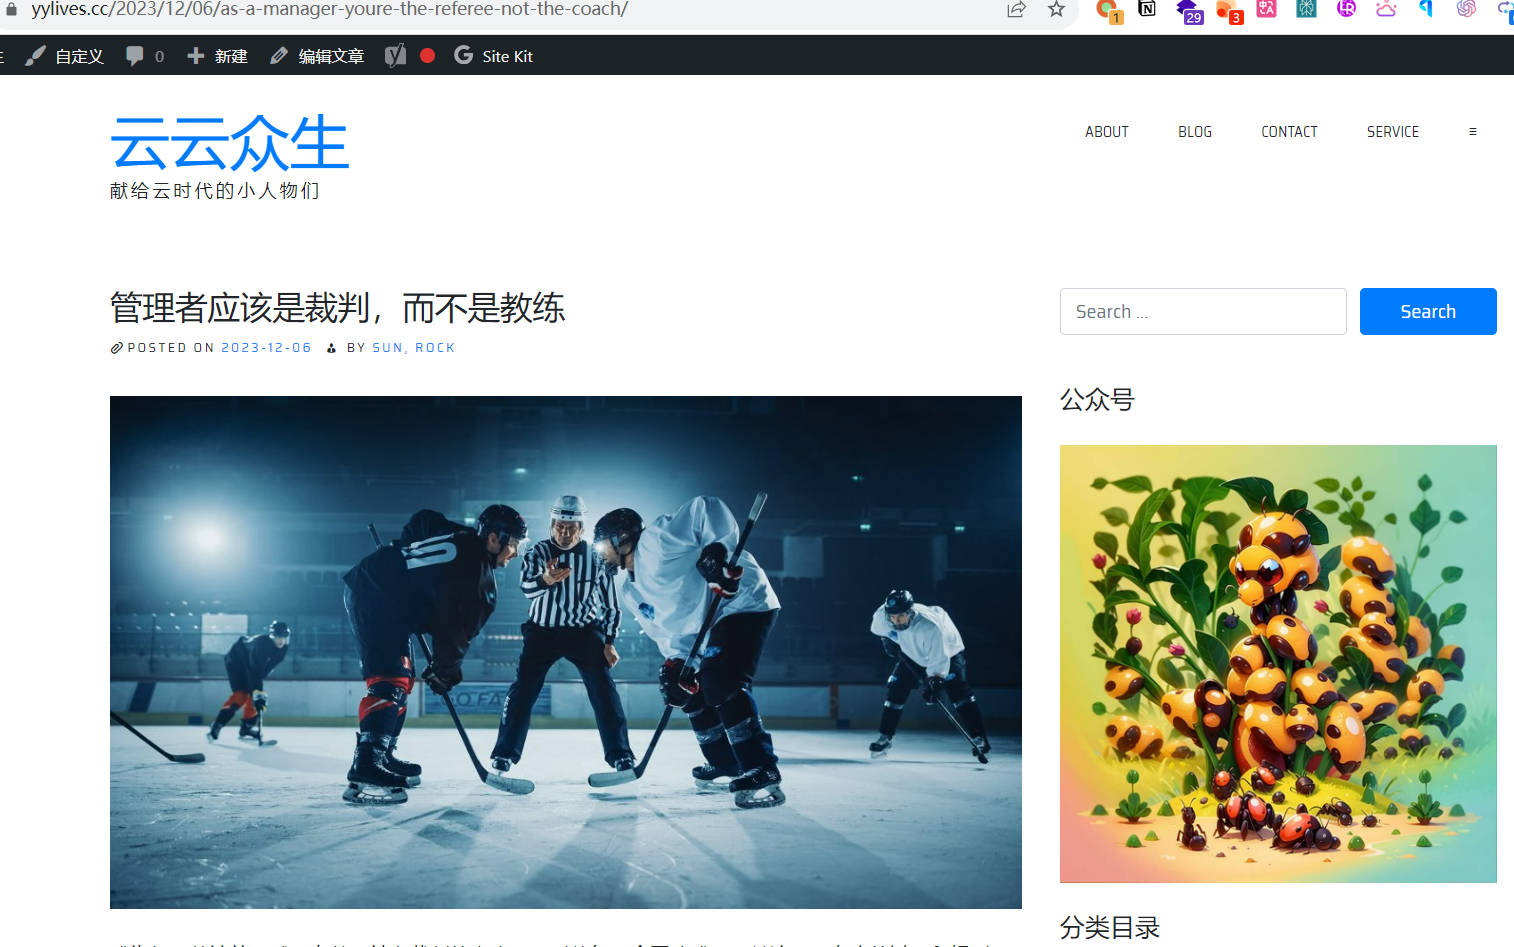 yylives.cc/2023/12/06/as-a-manager-youre-the-referee-not-the-coach/
1
29
3
自定义
0
新建
编辑文章
Site Kit
云云众生
献给云时代的小人物们
ABOUT
BLOG
CONTACT
SERVICE
管理者应该是裁判，而不是教练
POSTED ON 2023-12-06 BY SUN, ROCK
Search ...
Search
公众号
分类目录